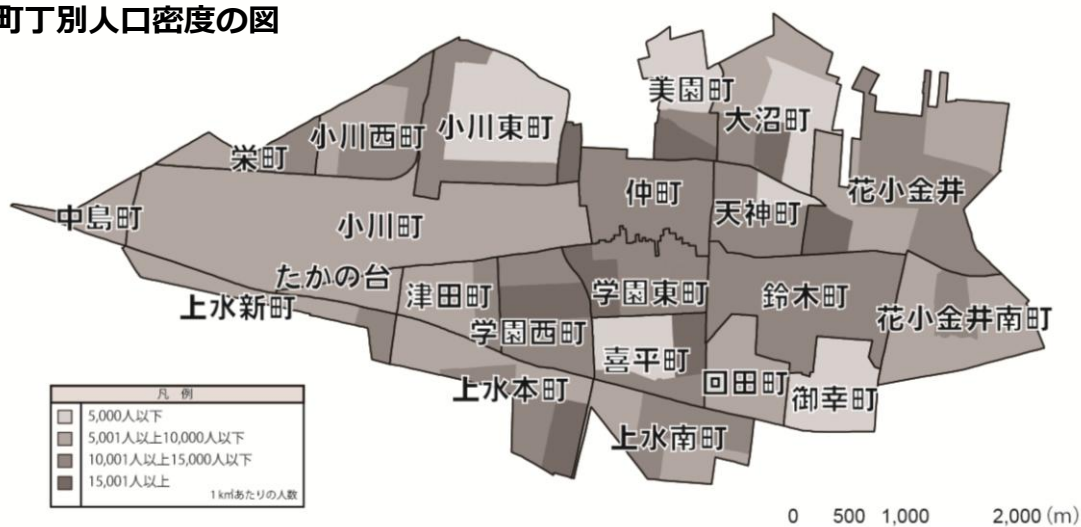 町丁別人口密度の図
美園町
大沼町
小川東町
小川西町
栄町
花小金井
仲町
天神町
中島町
小川町
たかの台
上水新町
津田町
学園東町
鈴木町
花小金井南町
学園西町
喜平町
回田町
御幸町
上水本町
上水南町
凡 例
5,000人以下
5,001人以上10,000人以下
10,001人以上15,000人以下
15,001人以上
1㎢あたりの人数
0 500 1,000 2,000 (m)